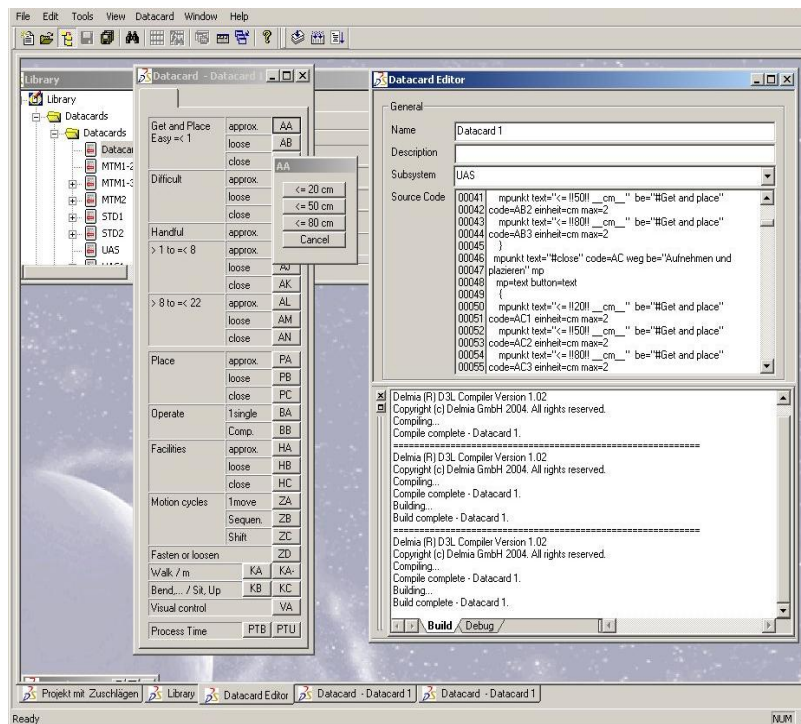 File Edit Tools View Datacard Window Help
Library
Library
Datacards
Datacards
MTM2
STD1
STD2
UAS
Datacard - Datacard 1
Get and Place approx. AA
Easy =< 1 loose AB
close
Difficult approx.
loose
close
Handful approx.
> 1 to =< 8 approx.
loose AJ
close AK
> 8 to =< 22 approx. AL
loose AM
close AN
Place approx. PA
loose PB
close PC
Operate 1single BA
Comp. BB
Facilities approx. HA
loose HB
close HC
Motion cycles 1move ZA
Sequen. ZB
Shift ZC
Fasten or loosen ZD
Walk / m KA KA-
Bend,... / Sit, Up KB KC
Visual control VA
Process Time PTB PTU
AA
<= 20 cm
<= 50 cm
<= 80 cm
Cancel
Datacard Editor
General
Name Datacard 1
Description
Subsystem UAS
Source Code
00041 mpunkt text="<= !!50!! __cm__" be="#Get and place"
00042 code=AB2 einheit=cm max=2
00043 mpunkt text="<= !!80!! __cm__" be="#Get and place"
00044 code=AB3 einheit=cm max=2
00045 }
00046 mpunkt text="#close" code=AC weg be="Aufnehmen und
00047 plazieren" mp
00048 mp=text button=text
00049 {
00050 mpunkt text="<= !!20!! __cm__" be="#Get and place"
00051 code=AC1 einheit=cm max=2
00052 mpunkt text="<= !!50!! __cm__" be="#Get and place"
00053 code=AC2 einheit=cm max=2
00054 mpunkt text="<= !!80!! __cm__" be="#Get and place"
00055 code=AC3 einheit=cm max=2
Delmia (R) D3L Compiler Version 1.02
Copyright (c) Delmia GmbH 2004. All rights reserved.
Compiling...
Compile complete - Datacard 1.
Delmia (R) D3L Compiler Version 1.02
Copyright (c) Delmia GmbH 2004. All rights reserved.
Compiling...
Compile complete - Datacard 1.
Building...
Build complete - Datacard 1.
Delmia (R) D3L Compiler Version 1.02
Copyright (c) Delmia GmbH 2004. All rights reserved.
Compiling...
Compile complete - Datacard 1.
Building...
Build complete - Datacard 1.
Build Debug
Projekt mit Zuschlägen Library Datacard Editor Datacard - Datacard 1 Datacard - Datacard 1
Ready NUM